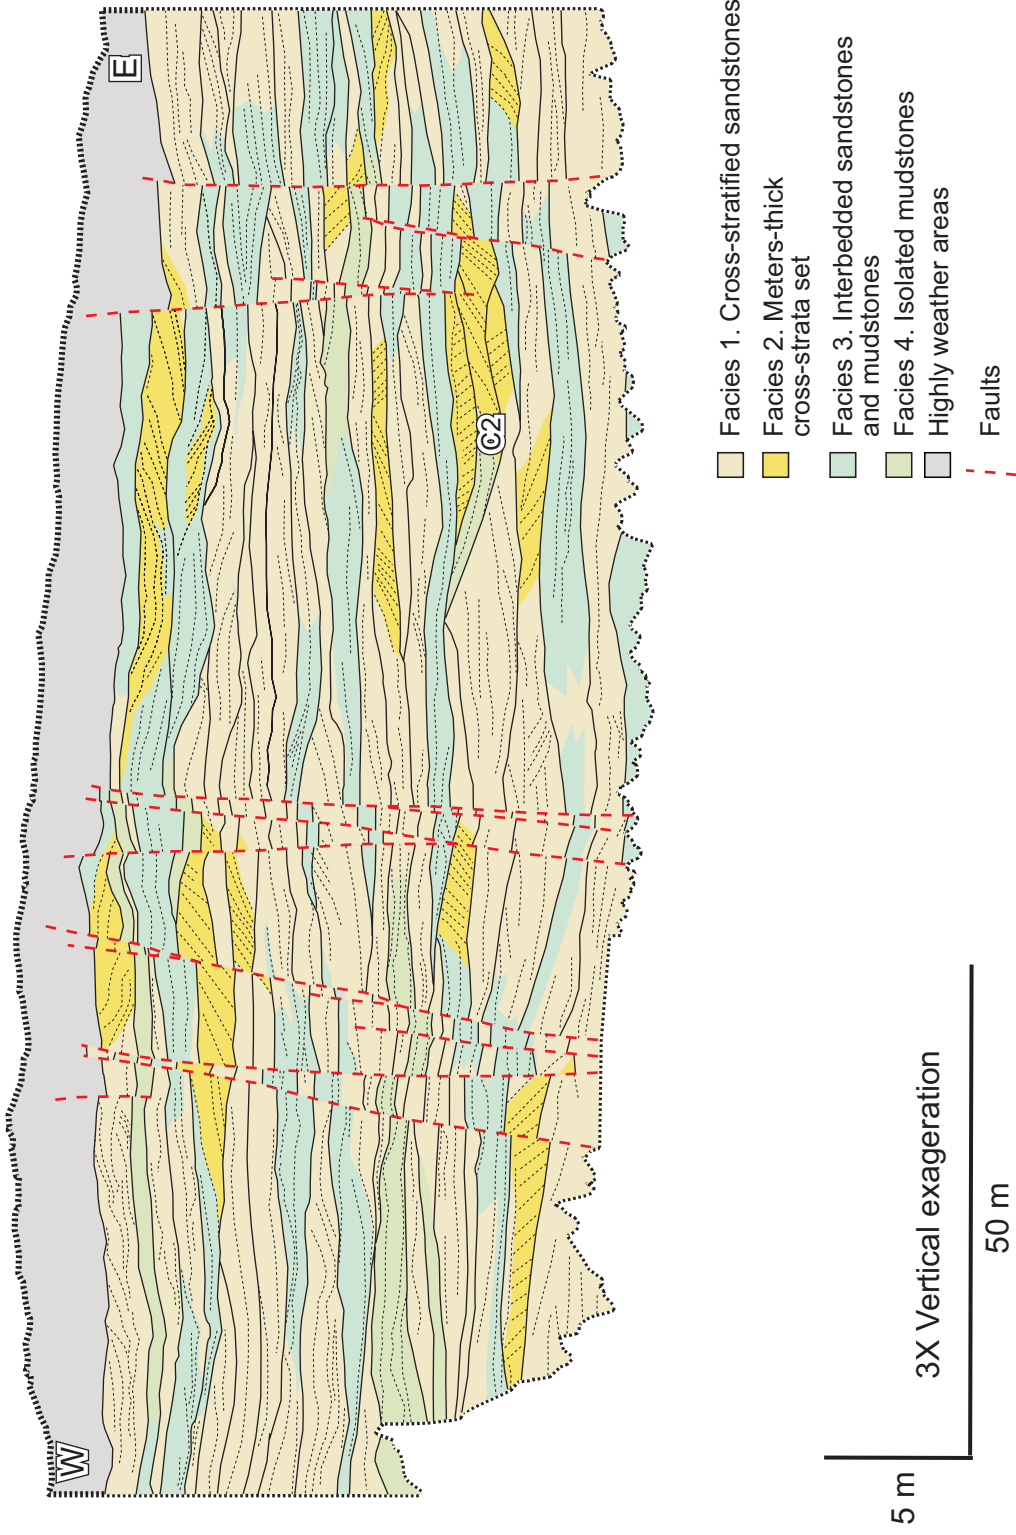 W
E
C2
Facies 1. Cross-stratified sandstones
Facies 2. Meters-thick
cross-strata set
Facies 3. Interbedded sandstones
and mudstones
Facies 4. Isolated mudstones
Highly weather areas
Faults
3X Vertical exageration
5 m
50 m